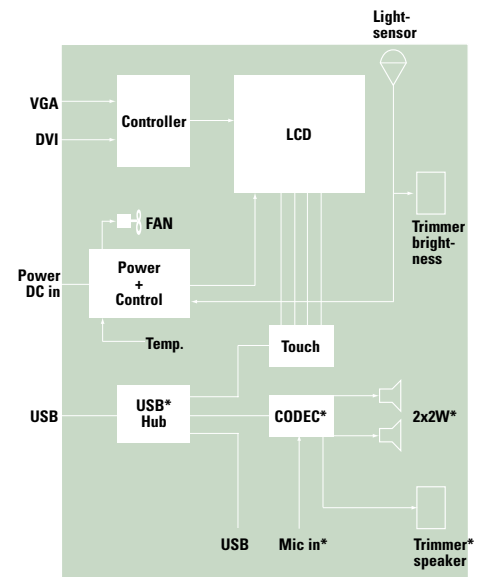 Light-
sensor
VGA
DVI
Controller
LCD
Trimmer
bright-
ness
FAN
Power
DC in
Power
+
Control
Temp.
Touch
USB
USB*
Hub
CODEC*
2x2W*
USB
Mic in*
Trimmer*
speaker